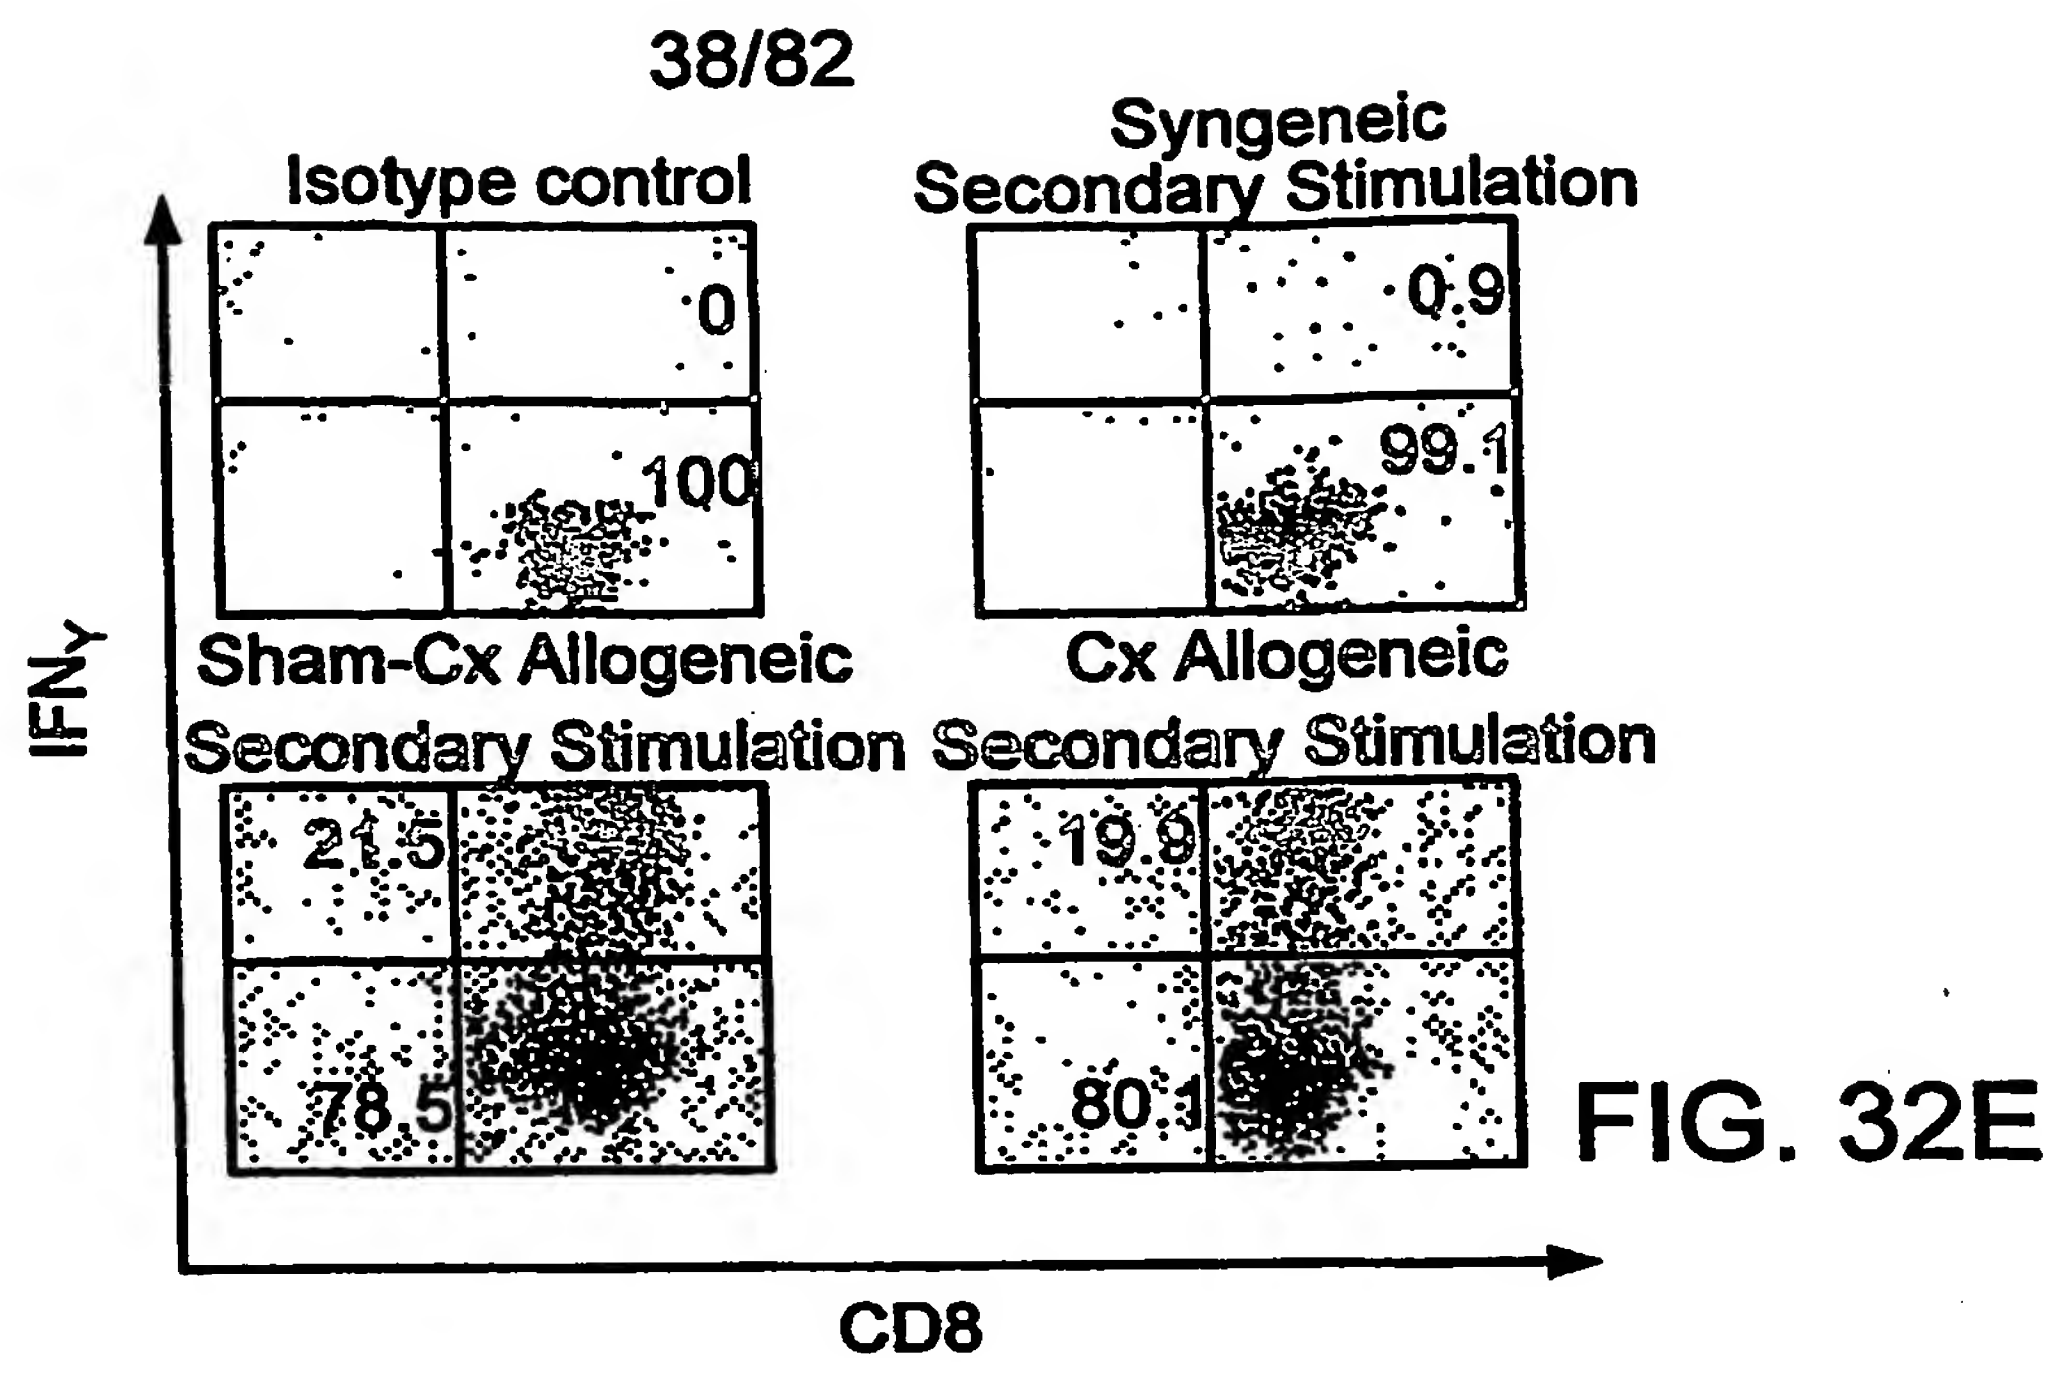 38/82
Isotype control
Syngeneic
Secondary Stimulation
0
100
0.9
99.1
IFNγ
Sham-Cx Allogeneic
Secondary Stimulation
Cx Allogeneic
Secondary Stimulation
21.5
78.5
19.9
80.1
FIG. 32E
CD8